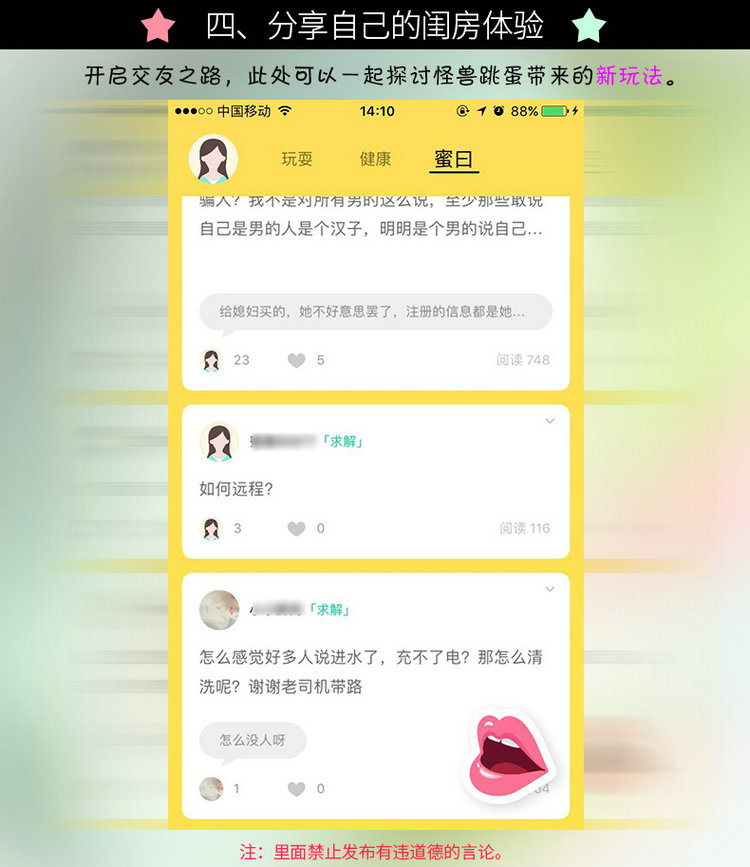 四、分享自己的闺房体验
开启交友之路，此处可以一起探讨怪兽跳蛋带来的新玩法。
中国移动 14:10 88%
玩耍 健康 蜜日
骗人？我不是对所有男的这么说，至少那些敢说
自己是男的人是个汉子，明明是个男的说自己...
给媳妇买的，她不好意思罢了，注册的信息都是她...
23 5 阅读 748
「求解」
如何远程？
3 0 阅读 116
「求解」
怎么感觉好多人说进水了，充不了电？那怎么清
洗呢？谢谢老司机带路
怎么没人呀
1 0
注：里面禁止发布有违道德的言论。